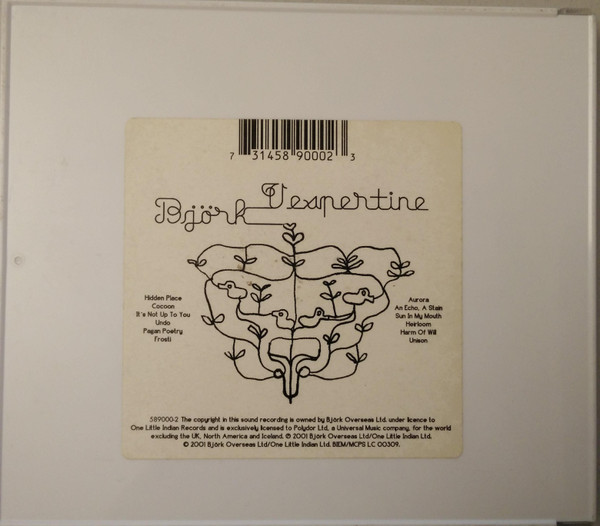 7 31458 90002 3
Björk Vespertine
Hidden Place
Cocoon
It's Not Up To You
Undo
Pagan Poetry
Frosti
Aurora
An Echo, A Stain
Sun In My Mouth
Heirloom
Harm Of Will
Unison
589000-2 The copyright in this sound recording is owned by Björk Overseas Ltd. under licence to
One Little Indian Records and is exclusively licensed to Polydor Ltd, a Universal Music company, for the world
excluding the UK, North America and Iceland. ℗ 2001 Björk Overseas Ltd/One Little Indian Ltd.
© 2001 Björk Overseas Ltd/One Little Indian Ltd. BIEM/MCPS LC 00309.